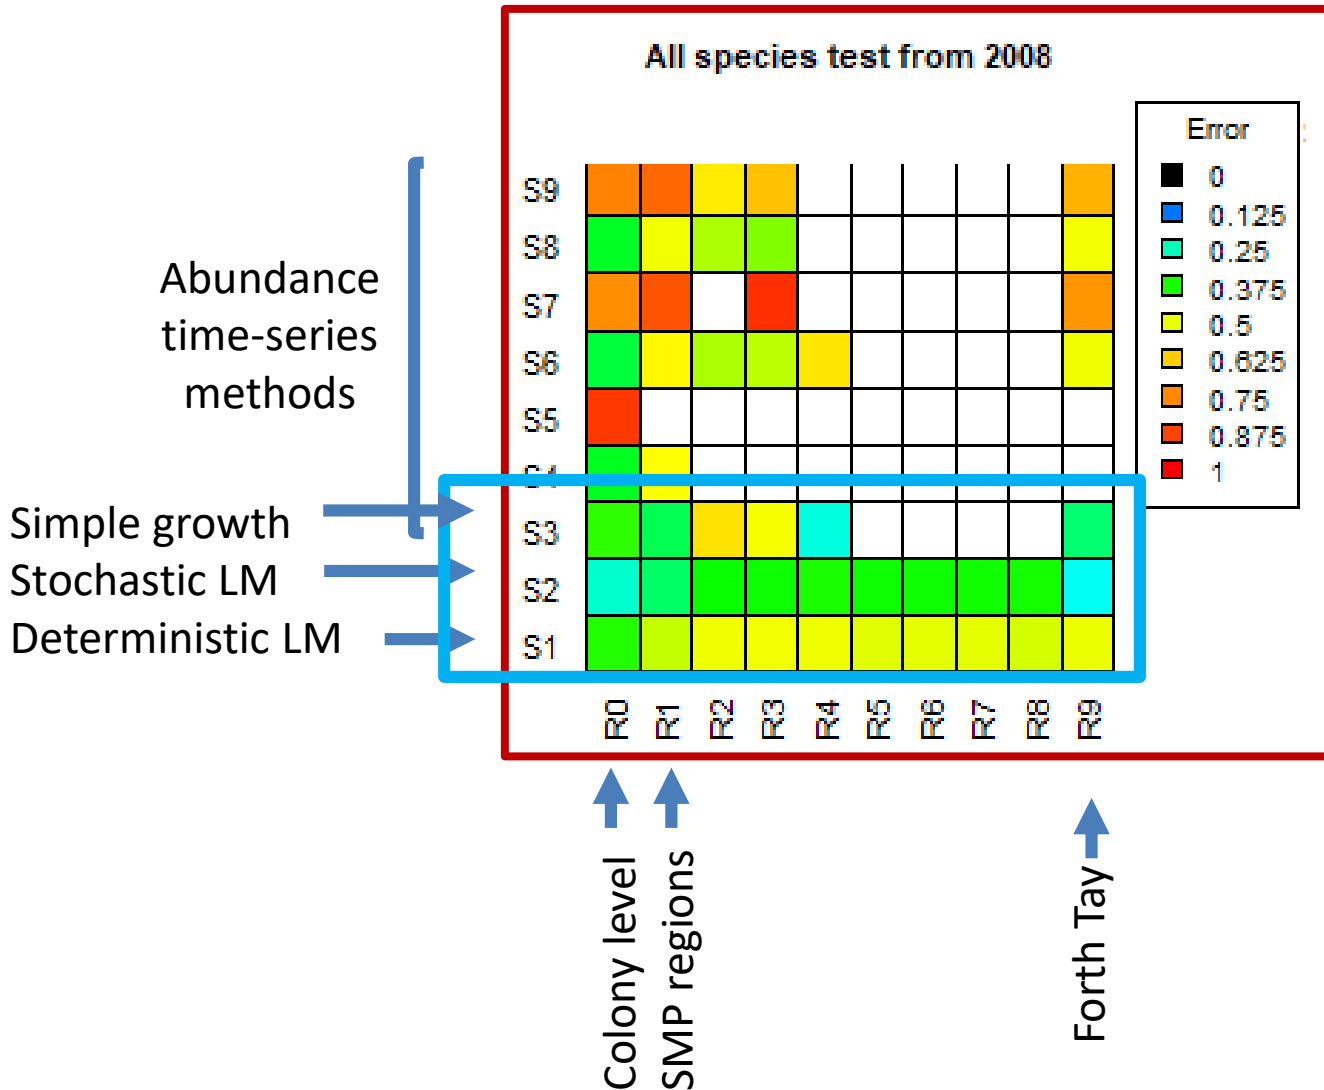 All species test from 2008
Error
0
0.125
0.25
0.375
0.5
0.625
0.75
0.875
1
S9
S8
S7
S6
S5
S4
S3
S2
S1
Abundance
time-series
methods
Simple growth
Stochastic LM
Deterministic LM
R0
R1
R2
R3
R4
R5
R6
R7
R8
R9
Colony level
SMP regions
Forth Tay